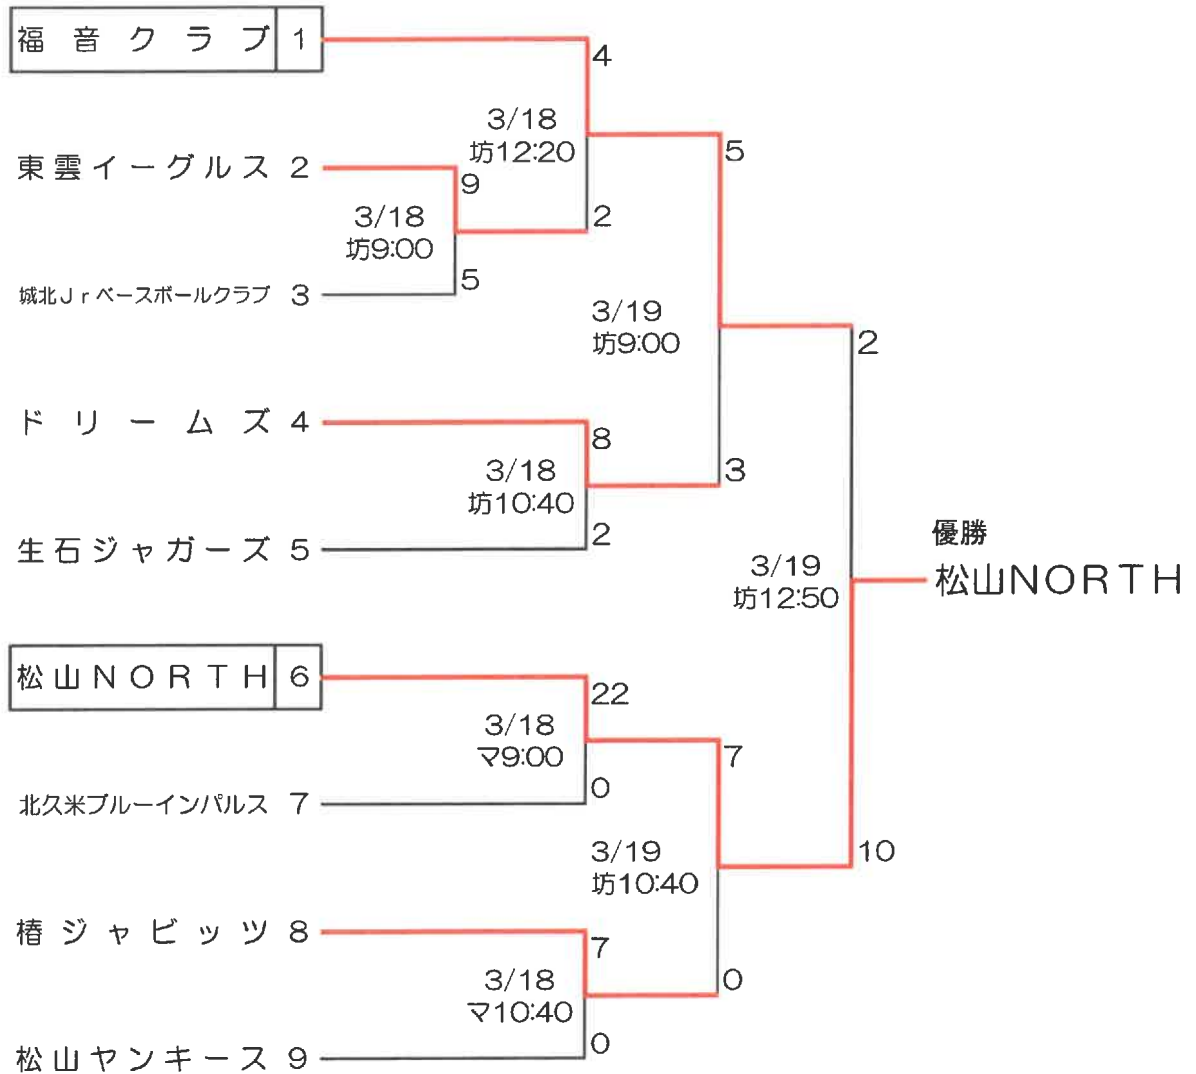 福音クラブ 1
4
3/18
坊12:20
5
東雲イーグルス 2
9
3/18
坊9:00
2
5
城北Jrベースボールクラブ 3
3/19
坊9:00
2
ドリームズ 4
8
3/18
坊10:40
3
2
生石ジャガーズ 5
優勝
松山NORTH
3/19
坊12:50
松山NORTH 6
22
3/18
マ9:00
7
0
北久米ブルーインパルス 7
3/19
坊10:40
10
椿ジャビッツ 8
7
3/18
マ10:40
0
0
松山ヤンキース 9